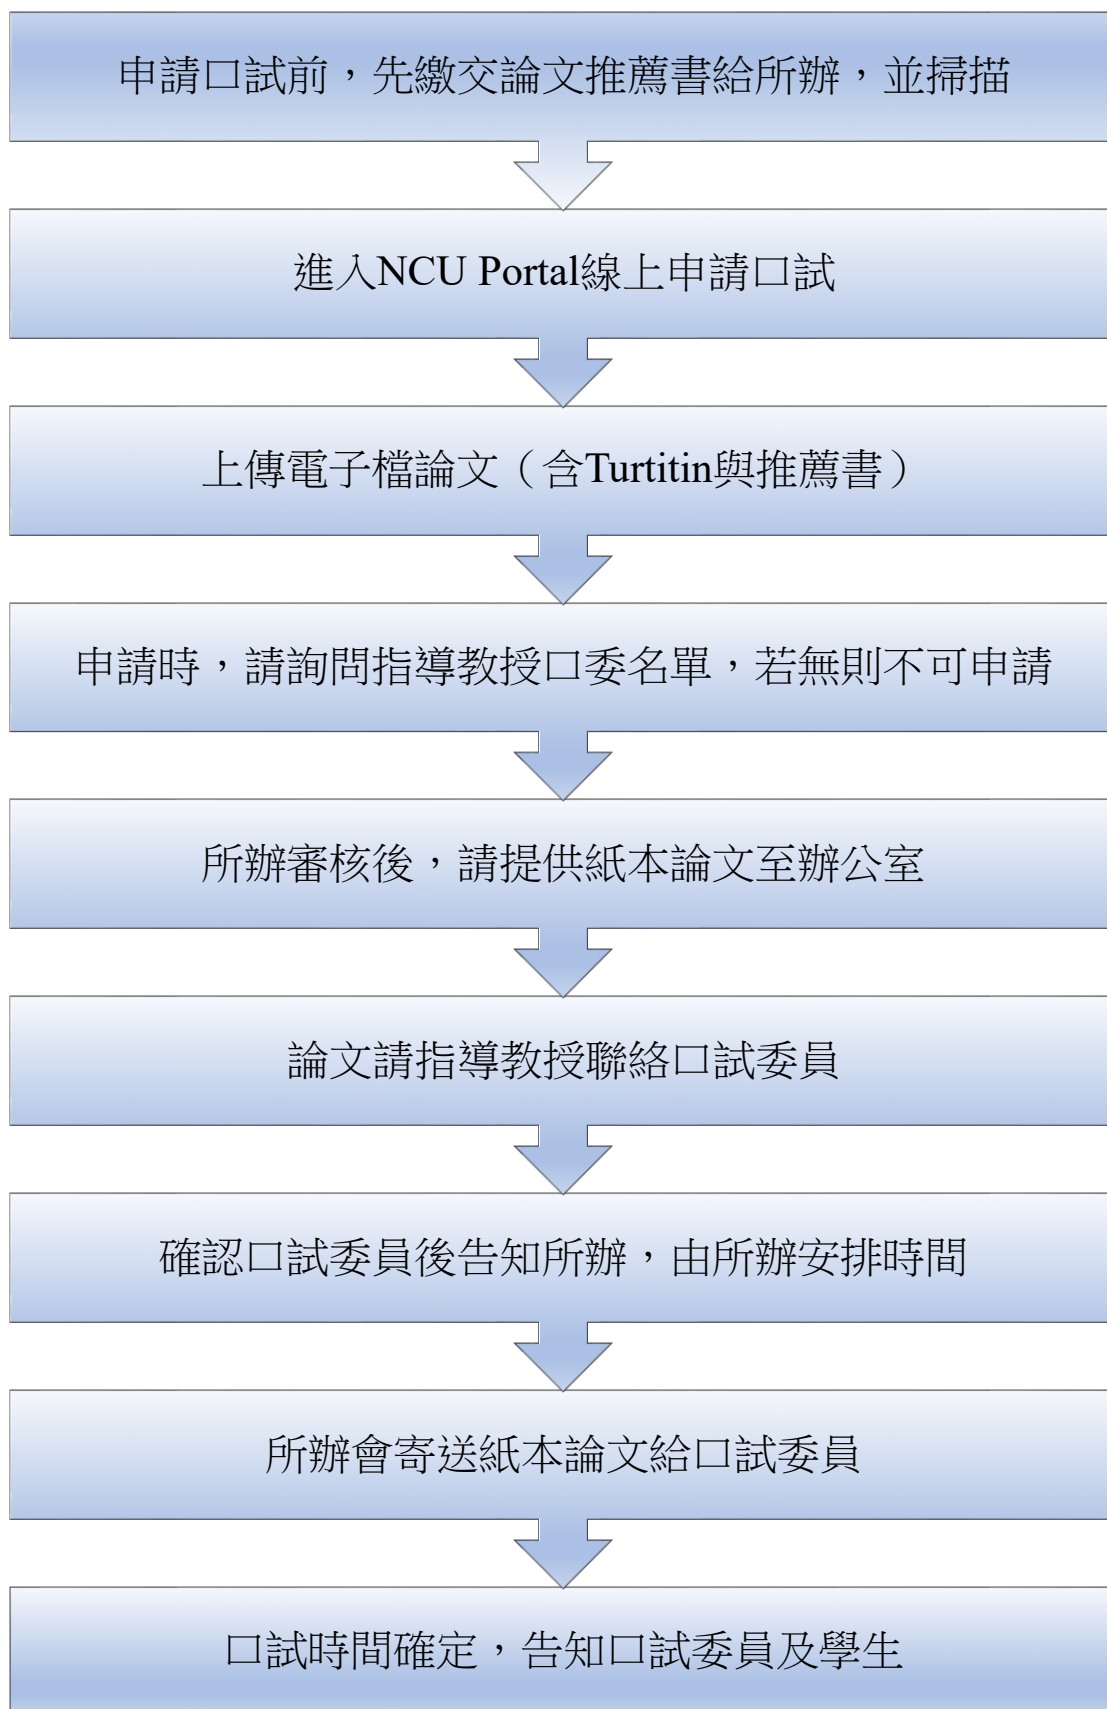 申請口試前，先繳交論文推薦書給所辦，並掃描
進入NCU Portal線上申請口試
上傳電子檔論文（含Turtitin與推薦書）
申請時，請詢問指導教授口委名單，若無則不可申請
所辦審核後，請提供紙本論文至辦公室
論文請指導教授聯絡口試委員
確認口試委員後告知所辦，由所辦安排時間
所辦會寄送紙本論文給口試委員
口試時間確定，告知口試委員及學生